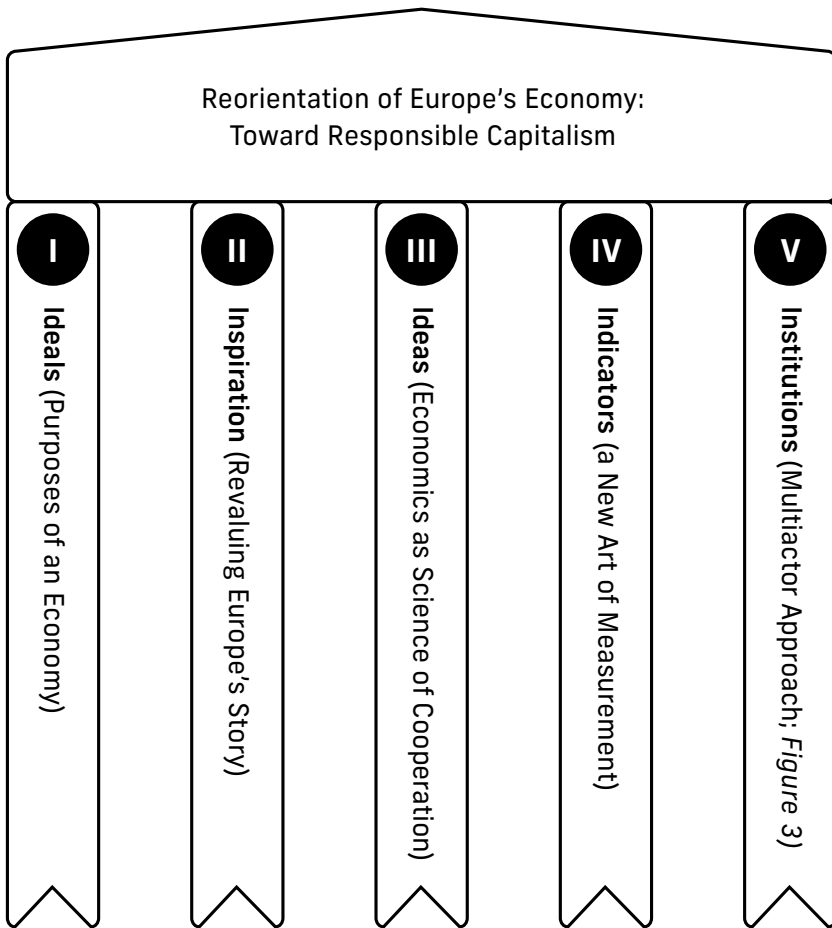 Reorientation of Europe's Economy:
Toward Responsible Capitalism
I
Ideals (Purposes of an Economy)
II
Inspiration (Revaluing Europe's Story)
III
Ideas (Economics as Science of Cooperation)
IV
Indicators (a New Art of Measurement)
V
Institutions (Multiactor Approach; Figure 3)